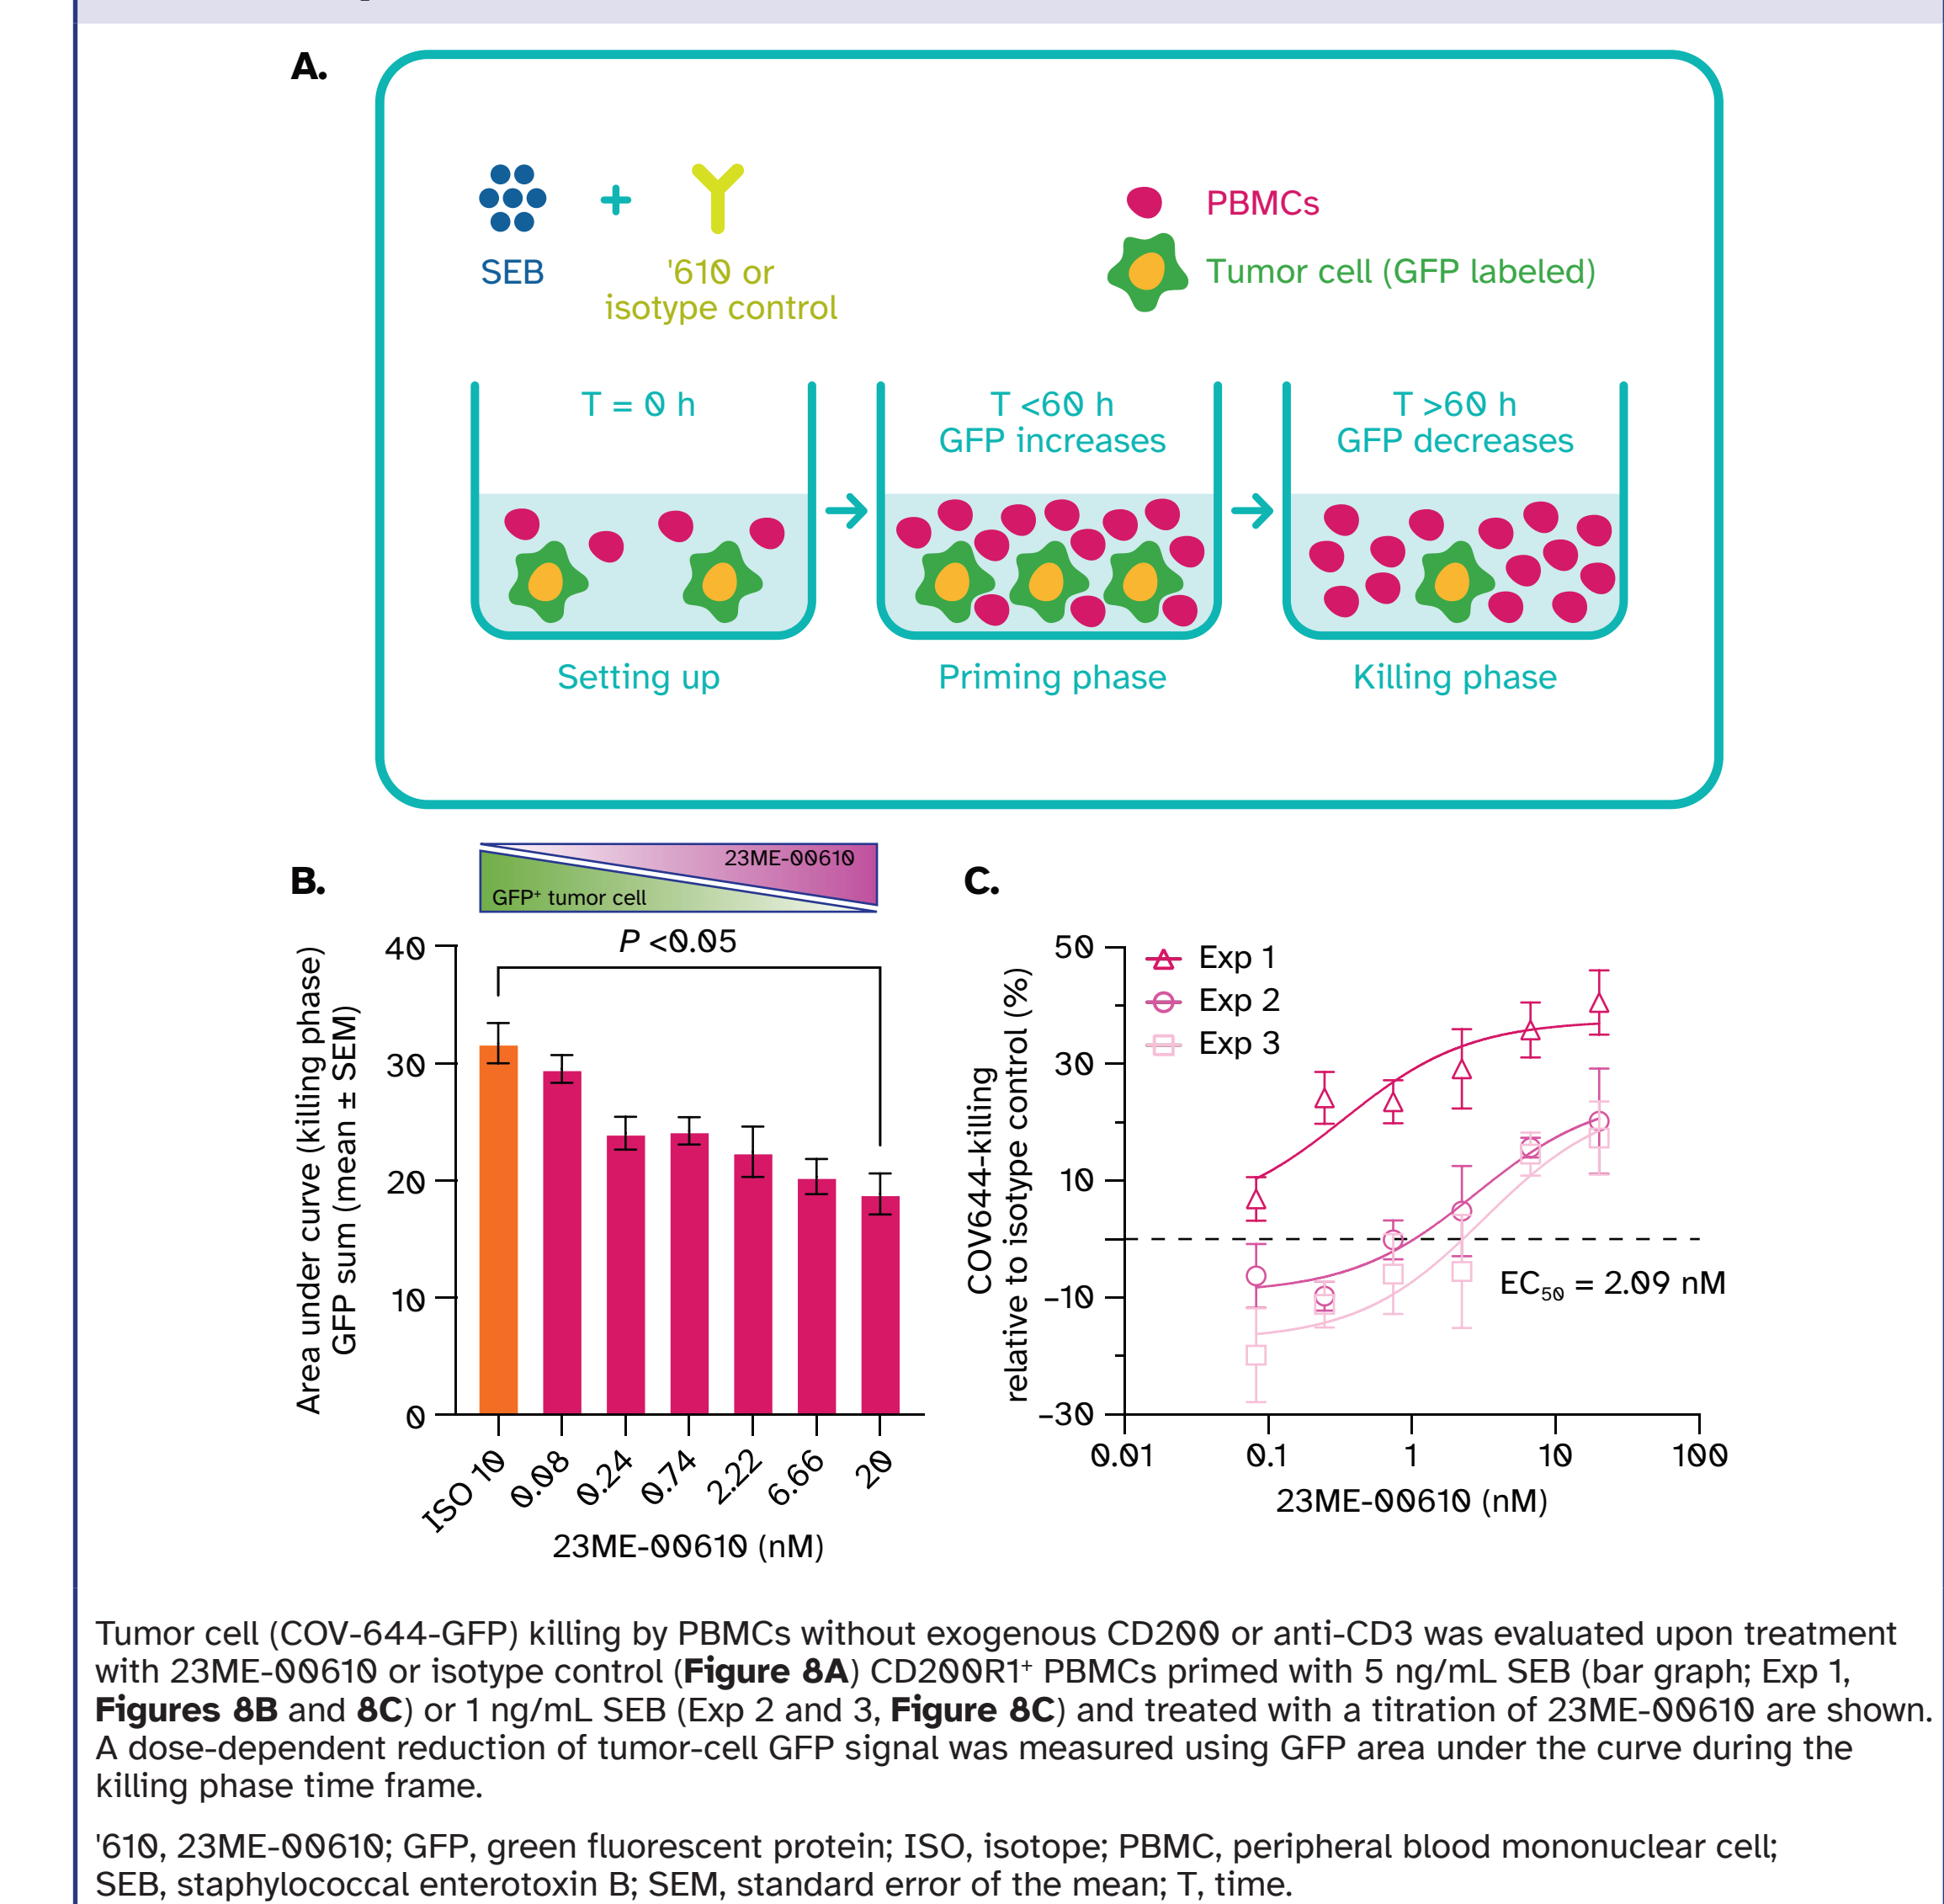 A.
SEB
+
'610 or
isotype control
PBMCs
Tumor cell (GFP labeled)
T = 0 h
T <60 h
GFP increases
T >60 h
GFP decreases
Setting up
Priming phase
Killing phase
B.
23ME-00610
GFP⁺ tumor cell
P <0.05
Area under curve (killing phase)
GFP sum (mean ± SEM)
40
30
20
10
0
ISO 10
0.08
0.24
0.74
2.22
6.66
20
23ME-00610 (nM)
C.
Exp 1
Exp 2
Exp 3
COV644-killing
relative to isotype control (%)
50
30
10
−10
−30
EC₅₀ = 2.09 nM
0.01
0.1
1
10
100
23ME-00610 (nM)
Tumor cell (COV-644-GFP) killing by PBMCs without exogenous CD200 or anti-CD3 was evaluated upon treatment
with 23ME-00610 or isotype control (Figure 8A) CD200R1⁺ PBMCs primed with 5 ng/mL SEB (bar graph; Exp 1,
Figures 8B and 8C) or 1 ng/mL SEB (Exp 2 and 3, Figure 8C) and treated with a titration of 23ME-00610 are shown.
A dose-dependent reduction of tumor-cell GFP signal was measured using GFP area under the curve during the
killing phase time frame.
'610, 23ME-00610; GFP, green fluorescent protein; ISO, isotope; PBMC, peripheral blood mononuclear cell;
SEB, staphylococcal enterotoxin B; SEM, standard error of the mean; T, time.